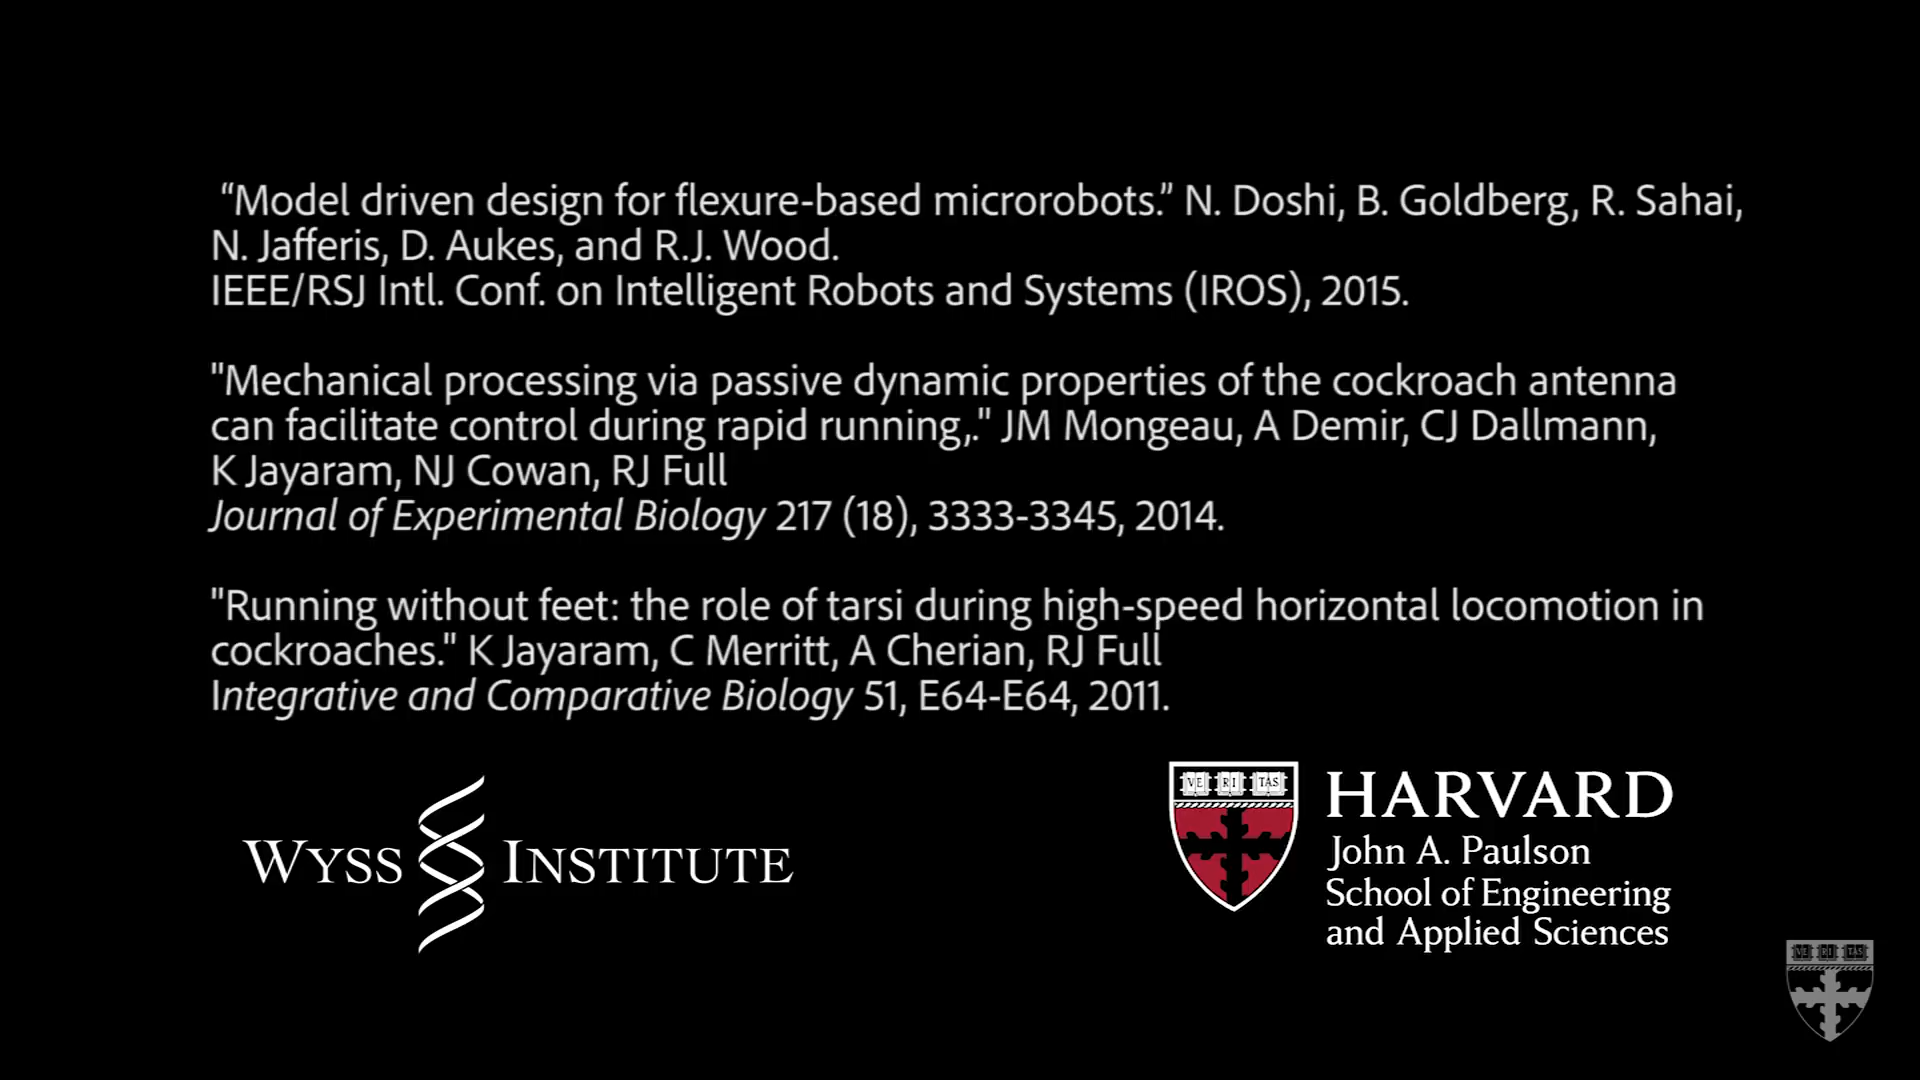 “Model driven design for flexure-based microrobots.” N. Doshi, B. Goldberg, R. Sahai,
N. Jafferis, D. Aukes, and R.J. Wood.
IEEE/RSJ Intl. Conf. on Intelligent Robots and Systems (IROS), 2015.
"Mechanical processing via passive dynamic properties of the cockroach antenna
can facilitate control during rapid running,." JM Mongeau, A Demir, CJ Dallmann,
K Jayaram, NJ Cowan, RJ Full
Journal of Experimental Biology 217 (18), 3333-3345, 2014.
"Running without feet: the role of tarsi during high-speed horizontal locomotion in
cockroaches." K Jayaram, C Merritt, A Cherian, RJ Full
Integrative and Comparative Biology 51, E64-E64, 2011.
WYSS INSTITUTE
VE RI TAS
HARVARD
John A. Paulson
School of Engineering
and Applied Sciences
VE RI TAS